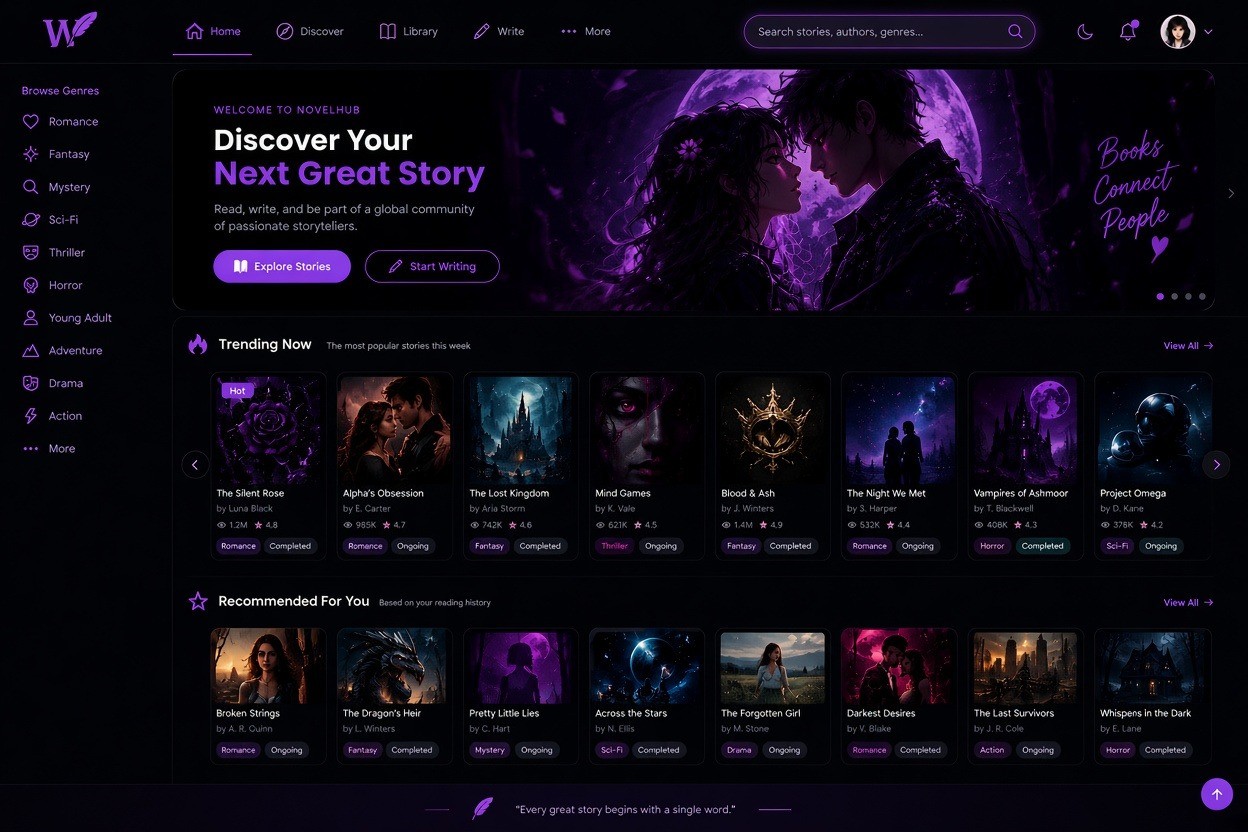 W
Home
Discover
Library
Write
More
Search stories, authors, genres...
Browse Genres
Romance
Fantasy
Mystery
Sci-Fi
Thriller
Horror
Young Adult
Adventure
Drama
Action
More
WELCOME TO NOVELHUB
Discover Your
Next Great Story
Read, write, and be part of a global community
of passionate storytellers.
Explore Stories
Start Writing
Books
Connect
People
Trending Now
The most popular stories this week
View All
Hot
The Silent Rose
by Luna Black
1.2M 4.8
Romance Completed
Alpha's Obsession
by E. Carter
985K 4.7
Romance Ongoing
The Lost Kingdom
by Aria Storm
742K 4.6
Fantasy Completed
Mind Games
by K. Vale
621K 4.5
Thriller Ongoing
Blood & Ash
by J. Winters
1.4M 4.9
Fantasy Completed
The Night We Met
by S. Harper
532K 4.4
Romance Ongoing
Vampires of Ashmoor
by T. Blackwell
408K 4.3
Horror Completed
Project Omega
by D. Kane
376K 4.2
Sci-Fi Ongoing
Recommended For You
Besed on your reading history
View All
Broken Strings
by A. R. Quinn
Romance Ongoing
The Dragon's Heir
by L. Winters
Fantasy Completed
Pretty Little Lies
by C. Hart
Mystery Ongoing
Across the Stars
by N. Ellis
Sci-Fi Completed
The Forgotten Girl
by M. Stone
Drama Ongoing
Darkest Desires
by V. Blake
Romance Completed
The Last Survivors
by J. R. Cole
Action Ongoing
Whispens in the Dark
by E. Lane
Horror Completed
“Every great story begins with a single word.”